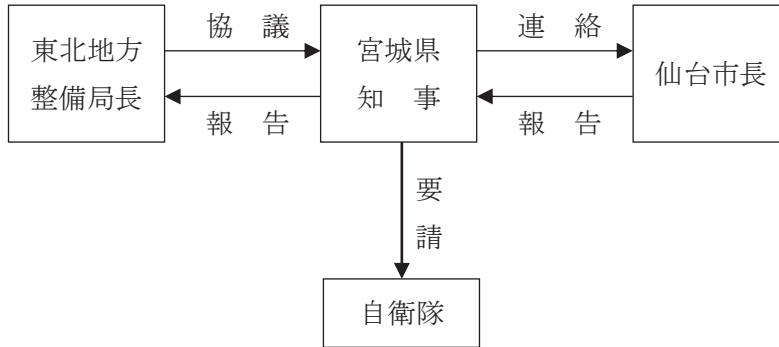 協　議
連　絡
東北地方
整備局長
宮城県
知　事
仙台市長
報　告
報　告
要
請
自衛隊